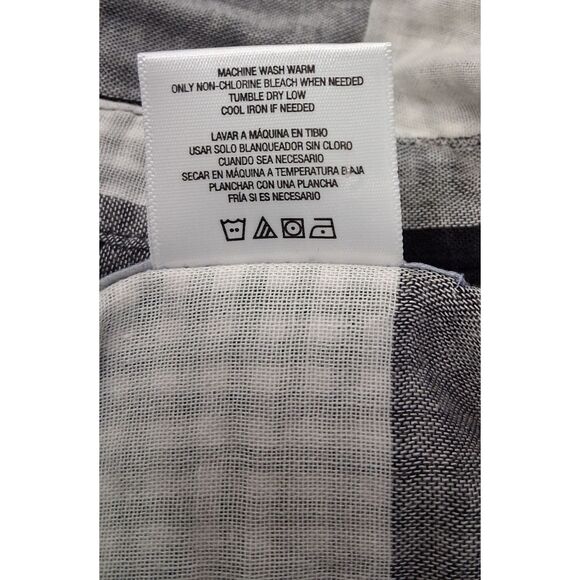 MACHINE WASH WARM
ONLY NON-CHLORINE BLEACH WHEN NEEDED
TUMBLE DRY LOW
COOL IRON IF NEEDED
LAVAR A MÁQUINA EN TIBIO
USAR SOLO BLANQUEADOR SIN CLORO
CUANDO SEA NECESARIO
SECAR EN MÁQUINA A TEMPERATURA BAJA
PLANCHAR CON UNA PLANCHA
FRÍA SI ES NECESARIO